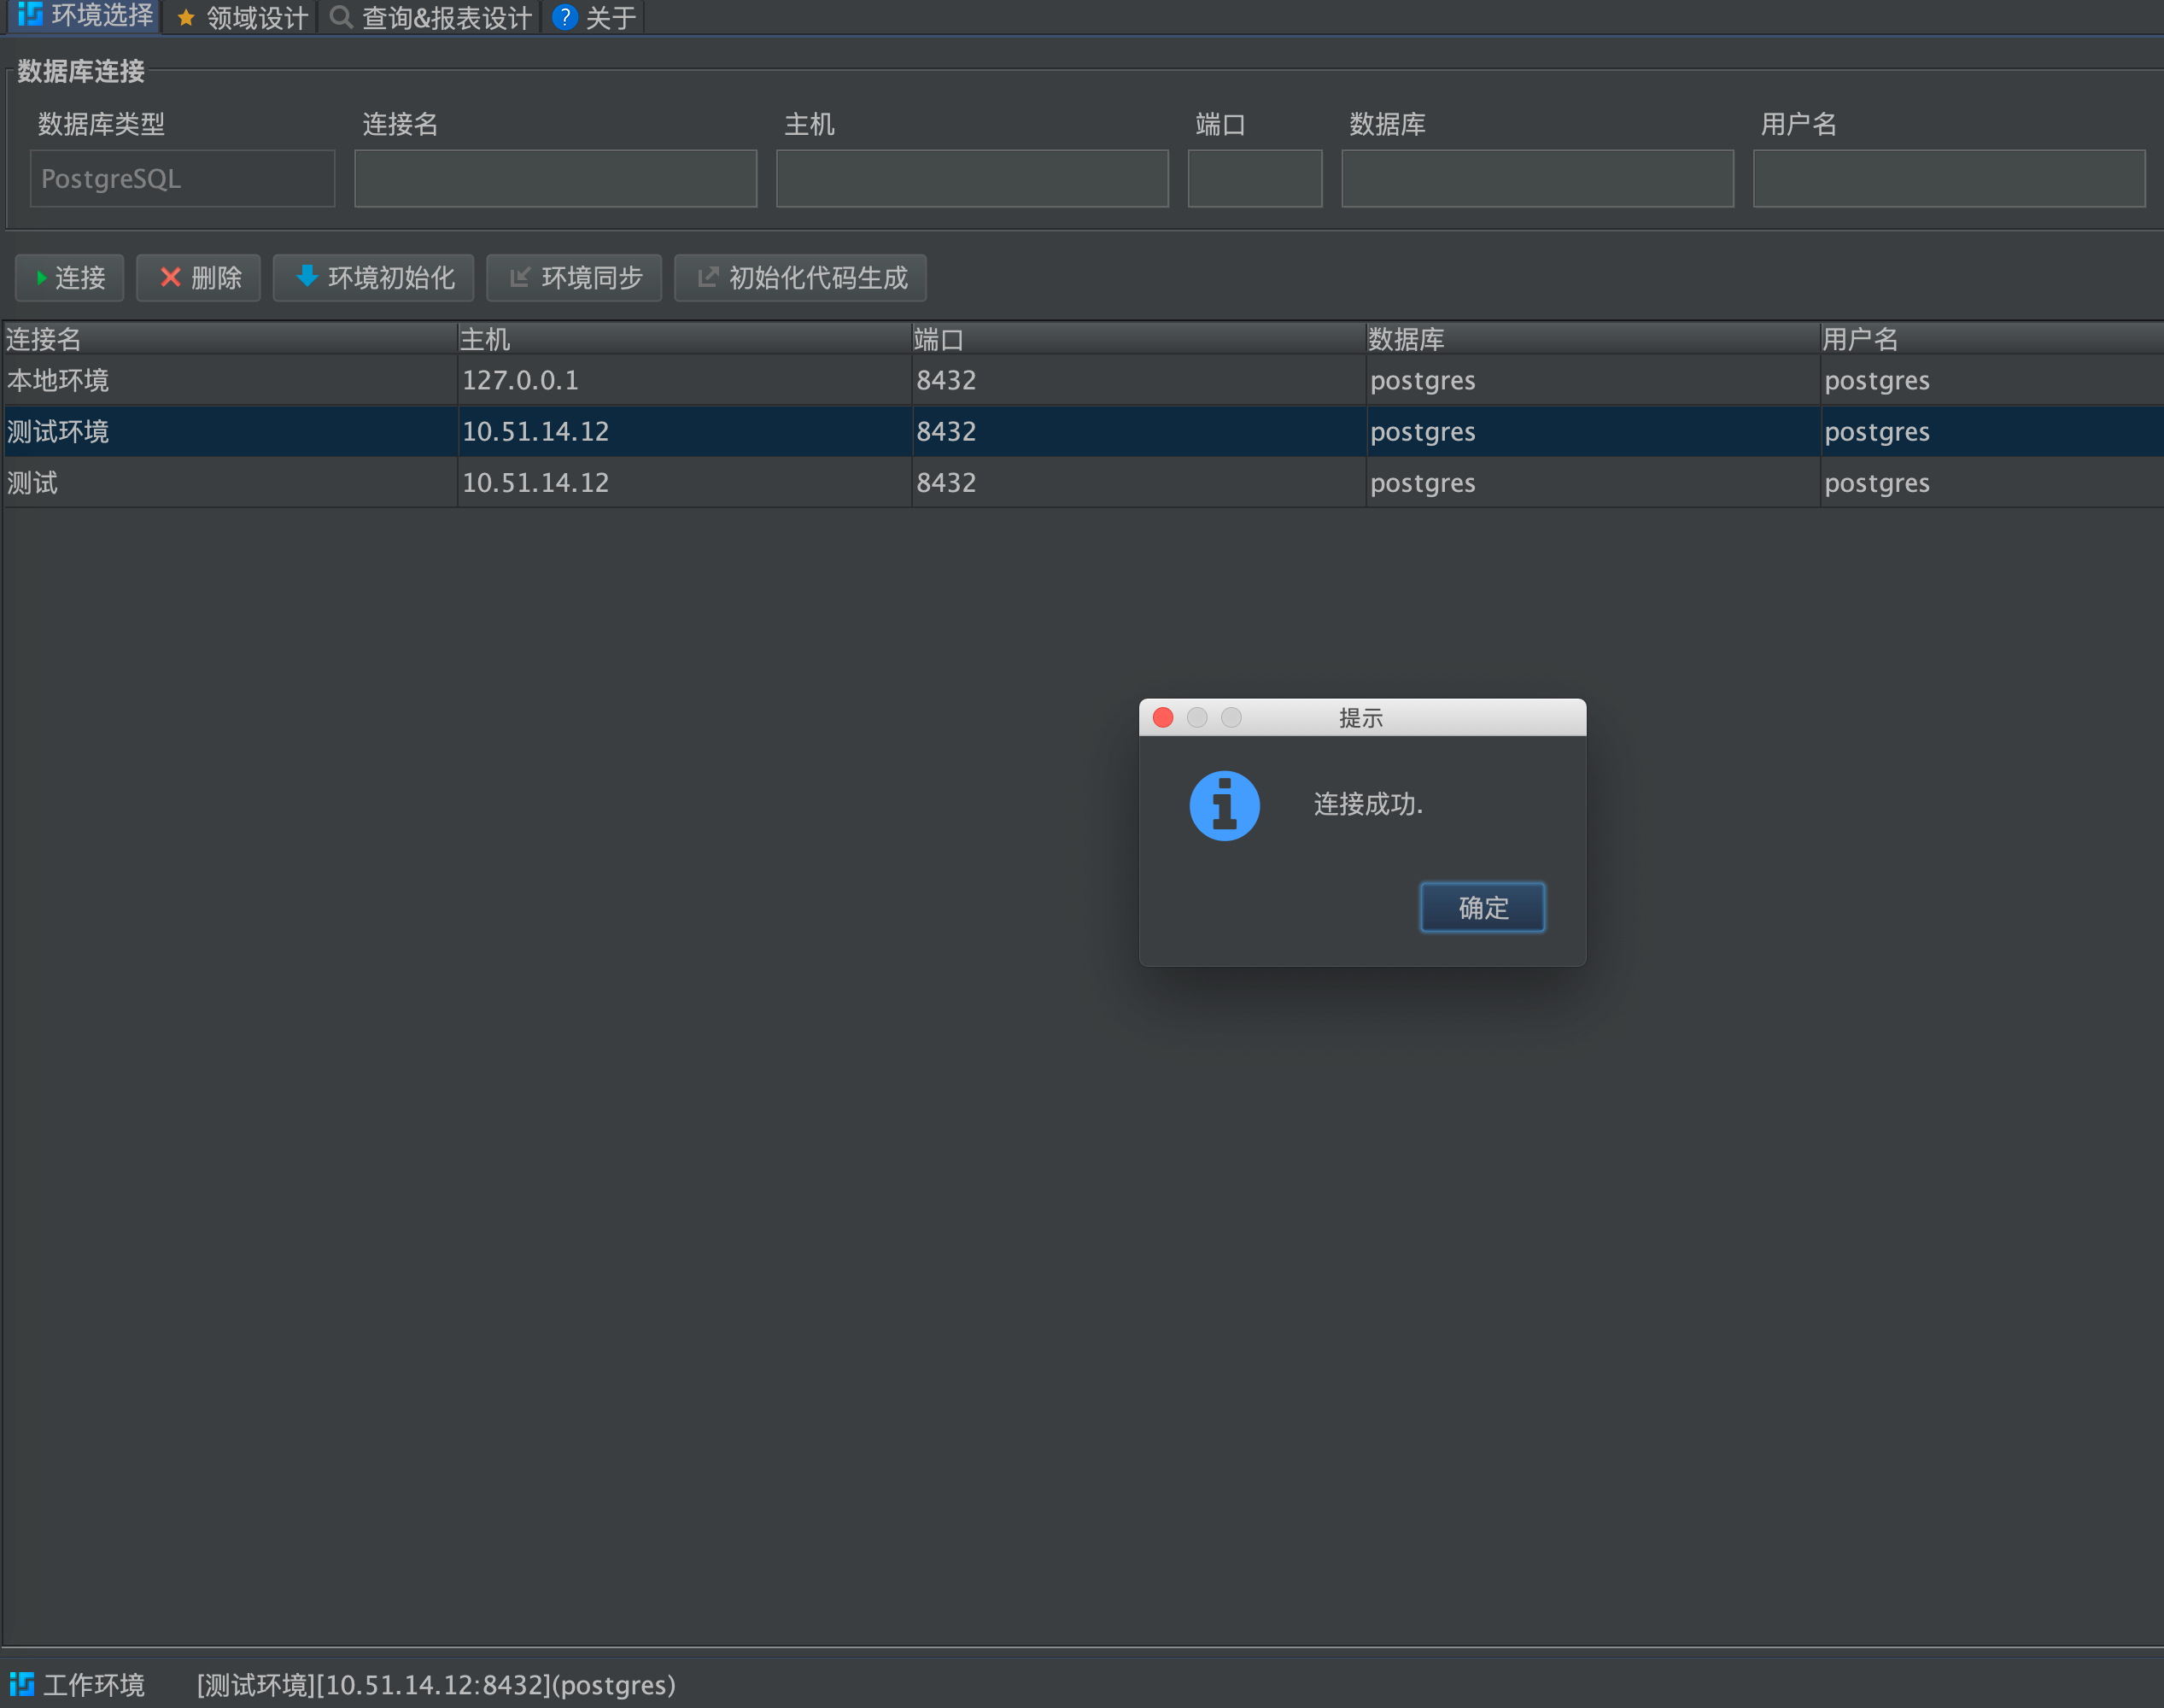 环境选择 领域设计 查询&报表设计 ? 关于
数据库连接
数据库类型 连接名 主机 端口 数据库 用户名
PostgreSQL
连接 删除 环境初始化 环境同步 初始化代码生成
连接名 主机 端口 数据库 用户名
本地环境 127.0.0.1 8432 postgres postgres
测试环境 10.51.14.12 8432 postgres postgres
测试 10.51.14.12 8432 postgres postgres
提示
连接成功.
确定
工作环境 [测试环境][10.51.14.12:8432](postgres)